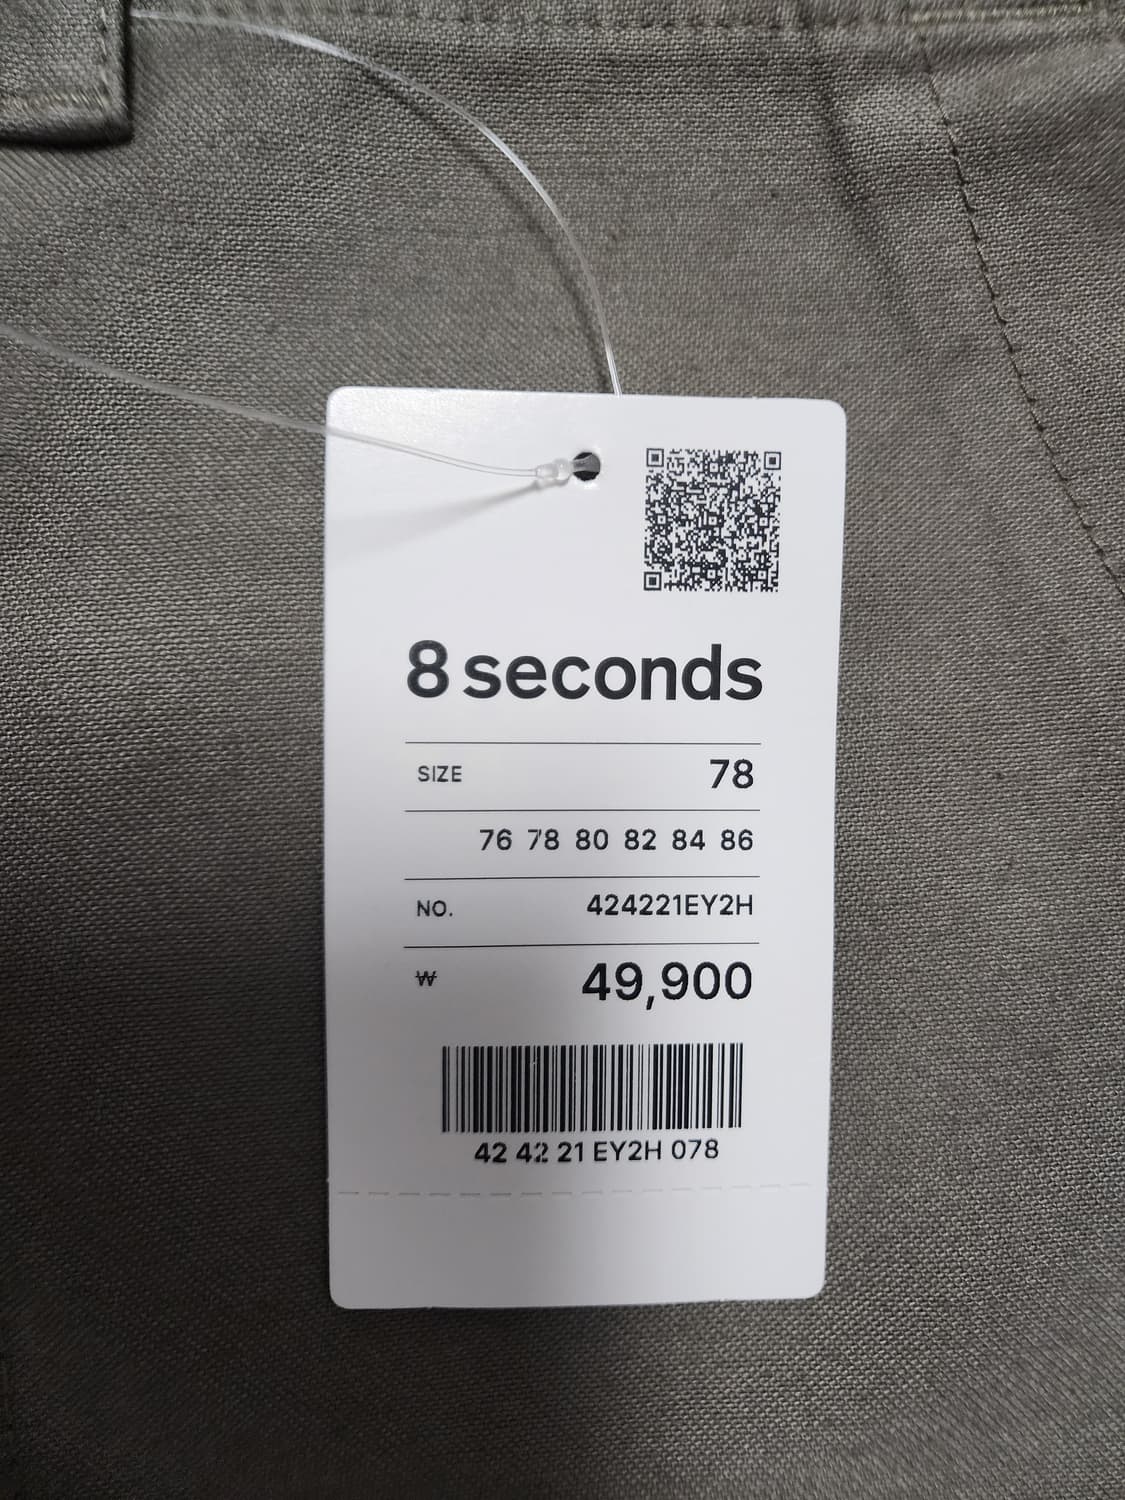 8 seconds
SIZE 78
76 78 80 82 84 86
NO. 424221EY2H
₩ 49,900
42 42 21 EY2H 078